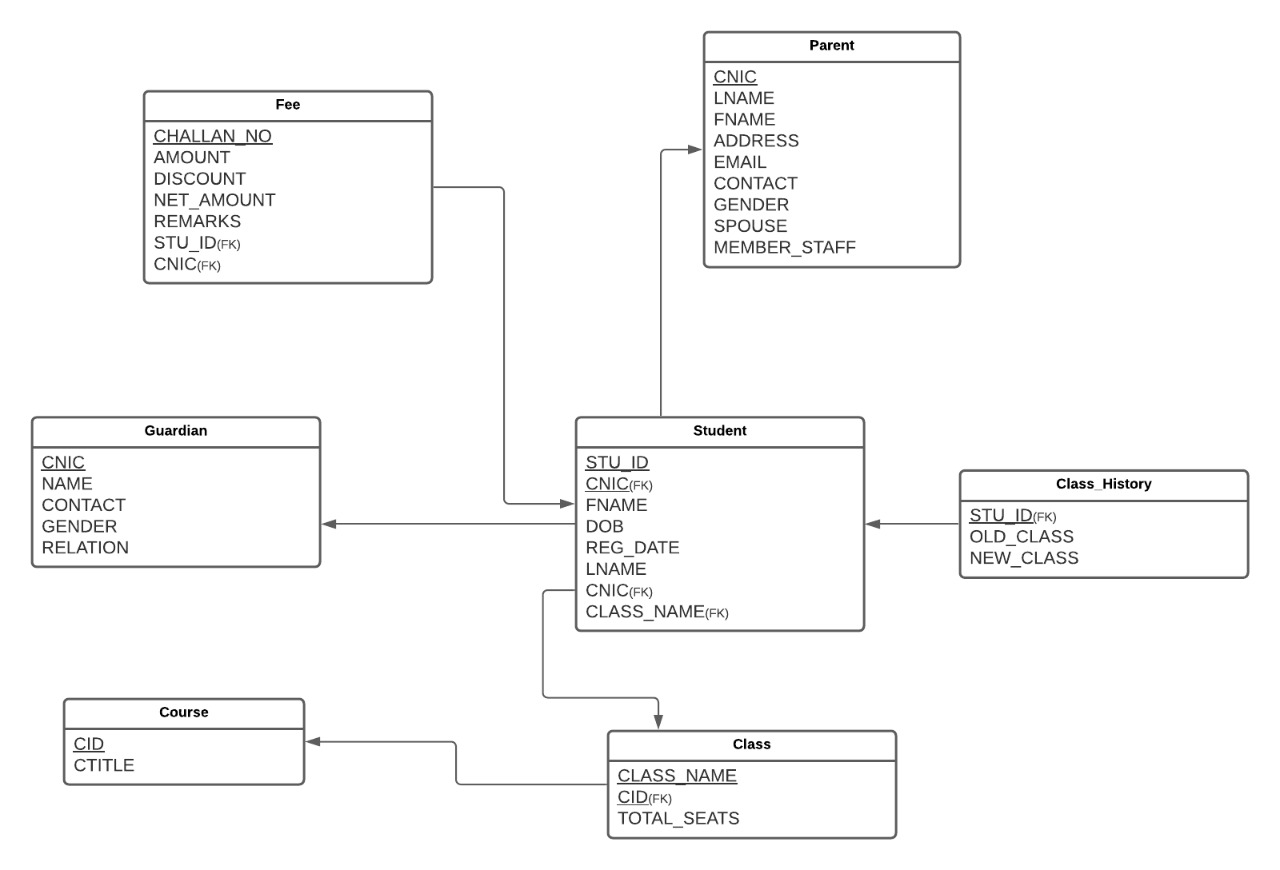 Parent
CNIC
LNAME
FNAME
ADDRESS
EMAIL
CONTACT
GENDER
SPOUSE
MEMBER_STAFF
Fee
CHALLAN_NO
AMOUNT
DISCOUNT
NET_AMOUNT
REMARKS
STU_ID(FK)
CNIC(FK)
Guardian
CNIC
NAME
CONTACT
GENDER
RELATION
Student
STU_ID
CNIC(FK)
FNAME
DOB
REG_DATE
LNAME
CNIC(FK)
CLASS_NAME(FK)
Class_History
STU_ID(FK)
OLD_CLASS
NEW_CLASS
Course
CID
CTITLE
Class
CLASS_NAME
CID(FK)
TOTAL_SEATS